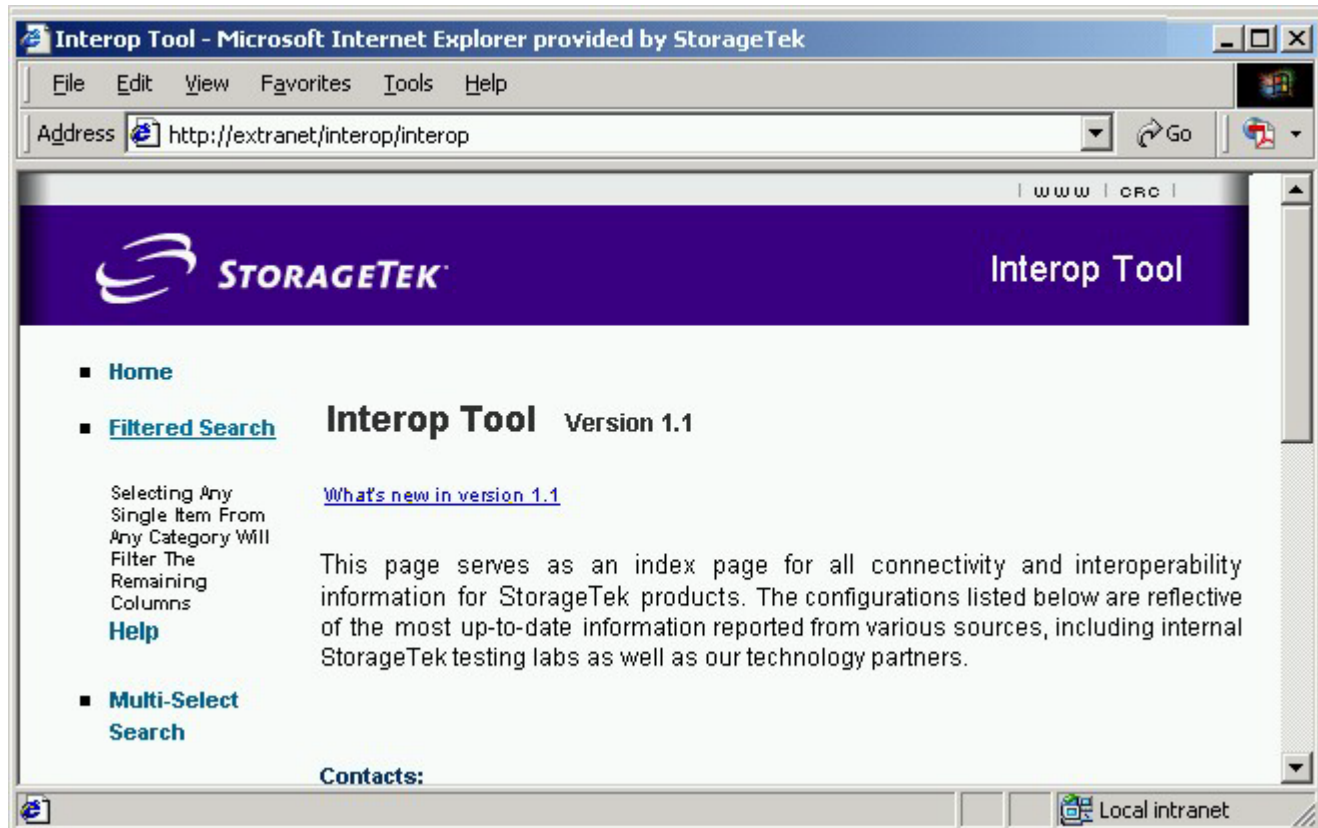 Interop Tool - Microsoft Internet Explorer provided by StorageTek
File Edit View Favorites Tools Help
Address http://extranet/interop/interop Go
| www | CRC |
STORAGETEK
Interop Tool
Home
Filtered Search
Selecting Any
Single Item From
Any Category Will
Filter The
Remaining
Columns
Help
Multi-Select
Search
Interop Tool Version 1.1
What's new in version 1.1
This page serves as an index page for all connectivity and interoperability
information for StorageTek products. The configurations listed below are reflective
of the most up-to-date information reported from various sources, including internal
StorageTek testing labs as well as our technology partners.
Contacts:
Local intranet